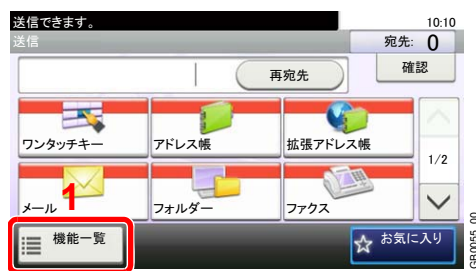 送信できます。 10:10
送信 宛先: 0
再宛先 確認
ワンタッチキー アドレス帳 拡張アドレス帳
1/2
メール フォルダー ファクス
1
機能一覧 お気に入り
GB0055_00